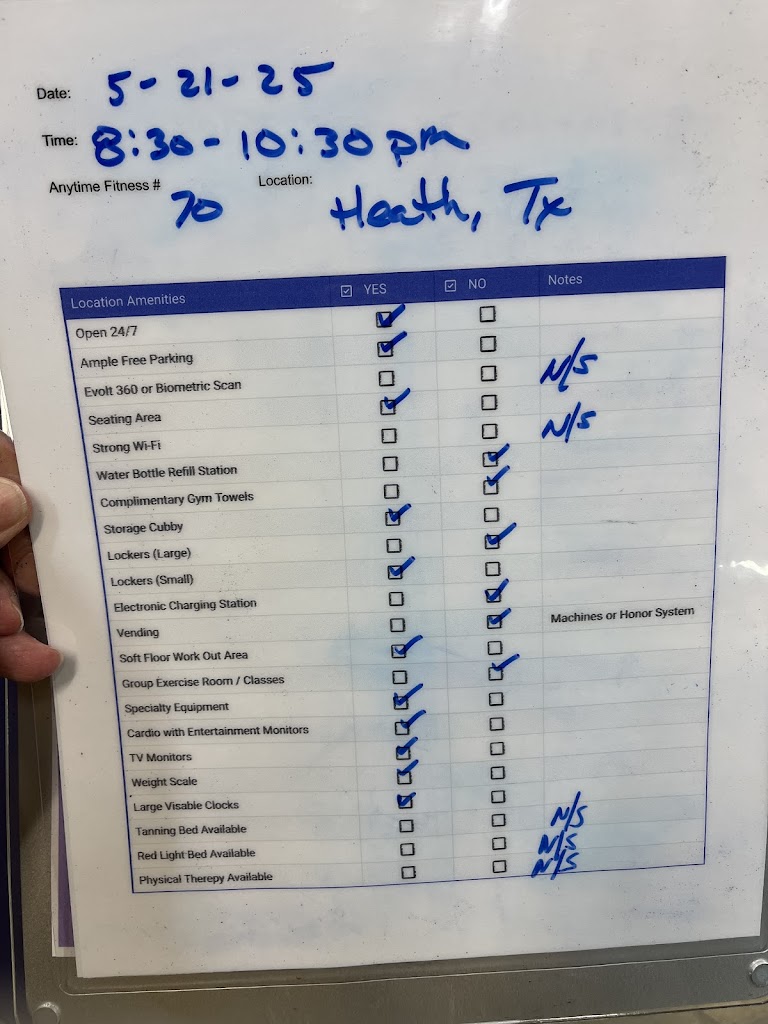 Date: 5-21-25
Time: 8:30-10:30 pm
Anytime Fitness # 70 Location: Heath, Tx
Location Amenities ☑ YES ☑ NO Notes
Open 24/7 ☑ ☐
Ample Free Parking ☑ ☐
Evolt 360 or Biometric Scan ☐ ☐ N/S
Seating Area ☑ ☐
Strong Wi-Fi ☐ ☐ N/S
Water Bottle Refill Station ☐ ☑
Complimentary Gym Towels ☐ ☑
Storage Cubby ☑ ☐
Lockers (Large) ☐ ☑
Lockers (Small) ☑ ☐
Electronic Charging Station ☐ ☑
Vending ☐ ☑ Machines or Honor System
Soft Floor Work Out Area ☑ ☐
Group Exercise Room / Classes ☐ ☑
Specialty Equipment ☑ ☐
Cardio with Entertainment Monitors ☑ ☐
TV Monitors ☑ ☐
Weight Scale ☑ ☐
Large Visable Clocks ☑ ☐
Tanning Bed Available ☐ ☐ N/S
Red Light Bed Available ☐ ☐ N/S
Physical Therepy Available ☐ ☐ N/S